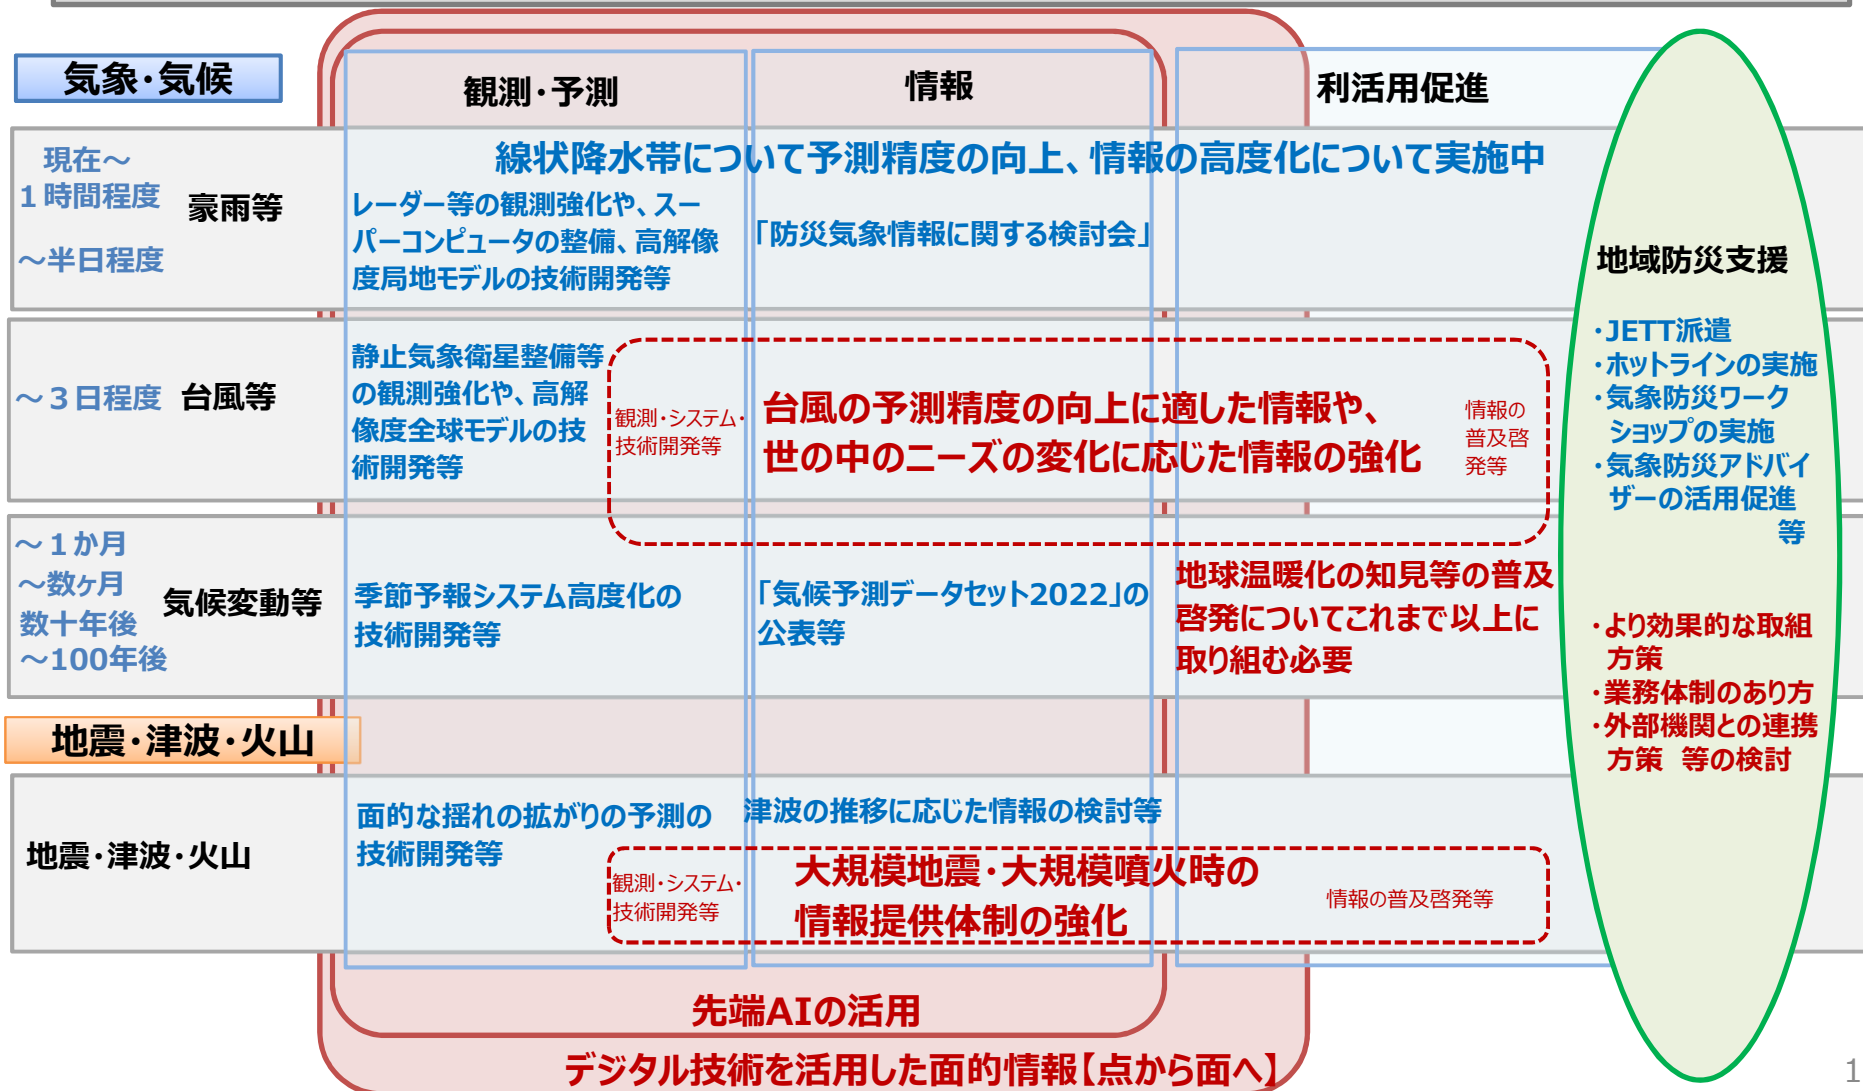 気象・気候
観測・予測
情報
利活用促進
現在～
１時間程度
～半日程度
豪雨等
線状降水帯について予測精度の向上、情報の高度化について実施中
レーダー等の観測強化や、スー
パーコンピュータの整備、高解像
度局地モデルの技術開発等
「防災気象情報に関する検討会」
～３日程度
台風等
静止気象衛星整備等
の観測強化や、高解
像度全球モデルの技
術開発等
観測・システム・
技術開発等
台風の予測精度の向上に適した情報や、
世の中のニーズの変化に応じた情報の強化
情報の
普及啓
発等
～１か月
～数ヶ月
数十年後
～100年後
気候変動等
季節予報システム高度化の
技術開発等
「気候予測データセット2022」の
公表等
地球温暖化の知見等の普及
啓発についてこれまで以上に
取り組む必要
地震・津波・火山
地震・津波・火山
面的な揺れの拡がりの予測の
技術開発等
津波の推移に応じた情報の検討等
観測・システム・
技術開発等
大規模地震・大規模噴火時の
情報提供体制の強化
情報の普及啓発等
地域防災支援
・JETT派遣
・ホットラインの実施
・気象防災ワーク
ショップの実施
・気象防災アドバイ
ザーの活用促進
等
・より効果的な取組
方策
・業務体制のあり方
・外部機関との連携
方策　等の検討
先端AIの活用
デジタル技術を活用した面的情報【点から面へ】
1